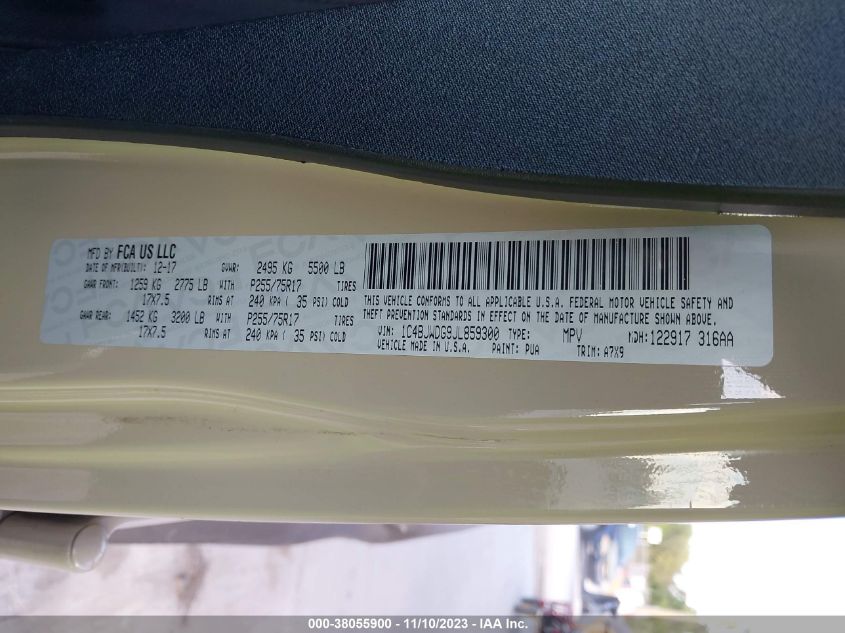 MFD BY FCA US LLC
DATE OF MFR(BUILT): 12-17 GVWR: 2495 KG 5500 LB
GAWR FRONT: 1259 KG 2775 LB WITH P255/75R17 TIRES
17X7.5 RIMS AT 240 KPA ( 35 PSI) COLD
GAWR REAR: 1452 KG 3200 LB WITH P255/75R17 TIRES
17X7.5 RIMS AT 240 KPA ( 35 PSI) COLD
THIS VEHICLE CONFORMS TO ALL APPLICABLE U.S.A. FEDERAL MOTOR VEHICLE SAFETY AND
THEFT PREVENTION STANDARDS IN EFFECT ON THE DATE OF MANUFACTURE SHOWN ABOVE.
VIN: 1C4BJWDG9JL859300 TYPE: MPV MDH:122917 316AA
VEHICLE MADE IN U.S.A. PAINT: PUA TRIM: A7X9
000-38055900 - 11/10/2023 - IAA Inc.